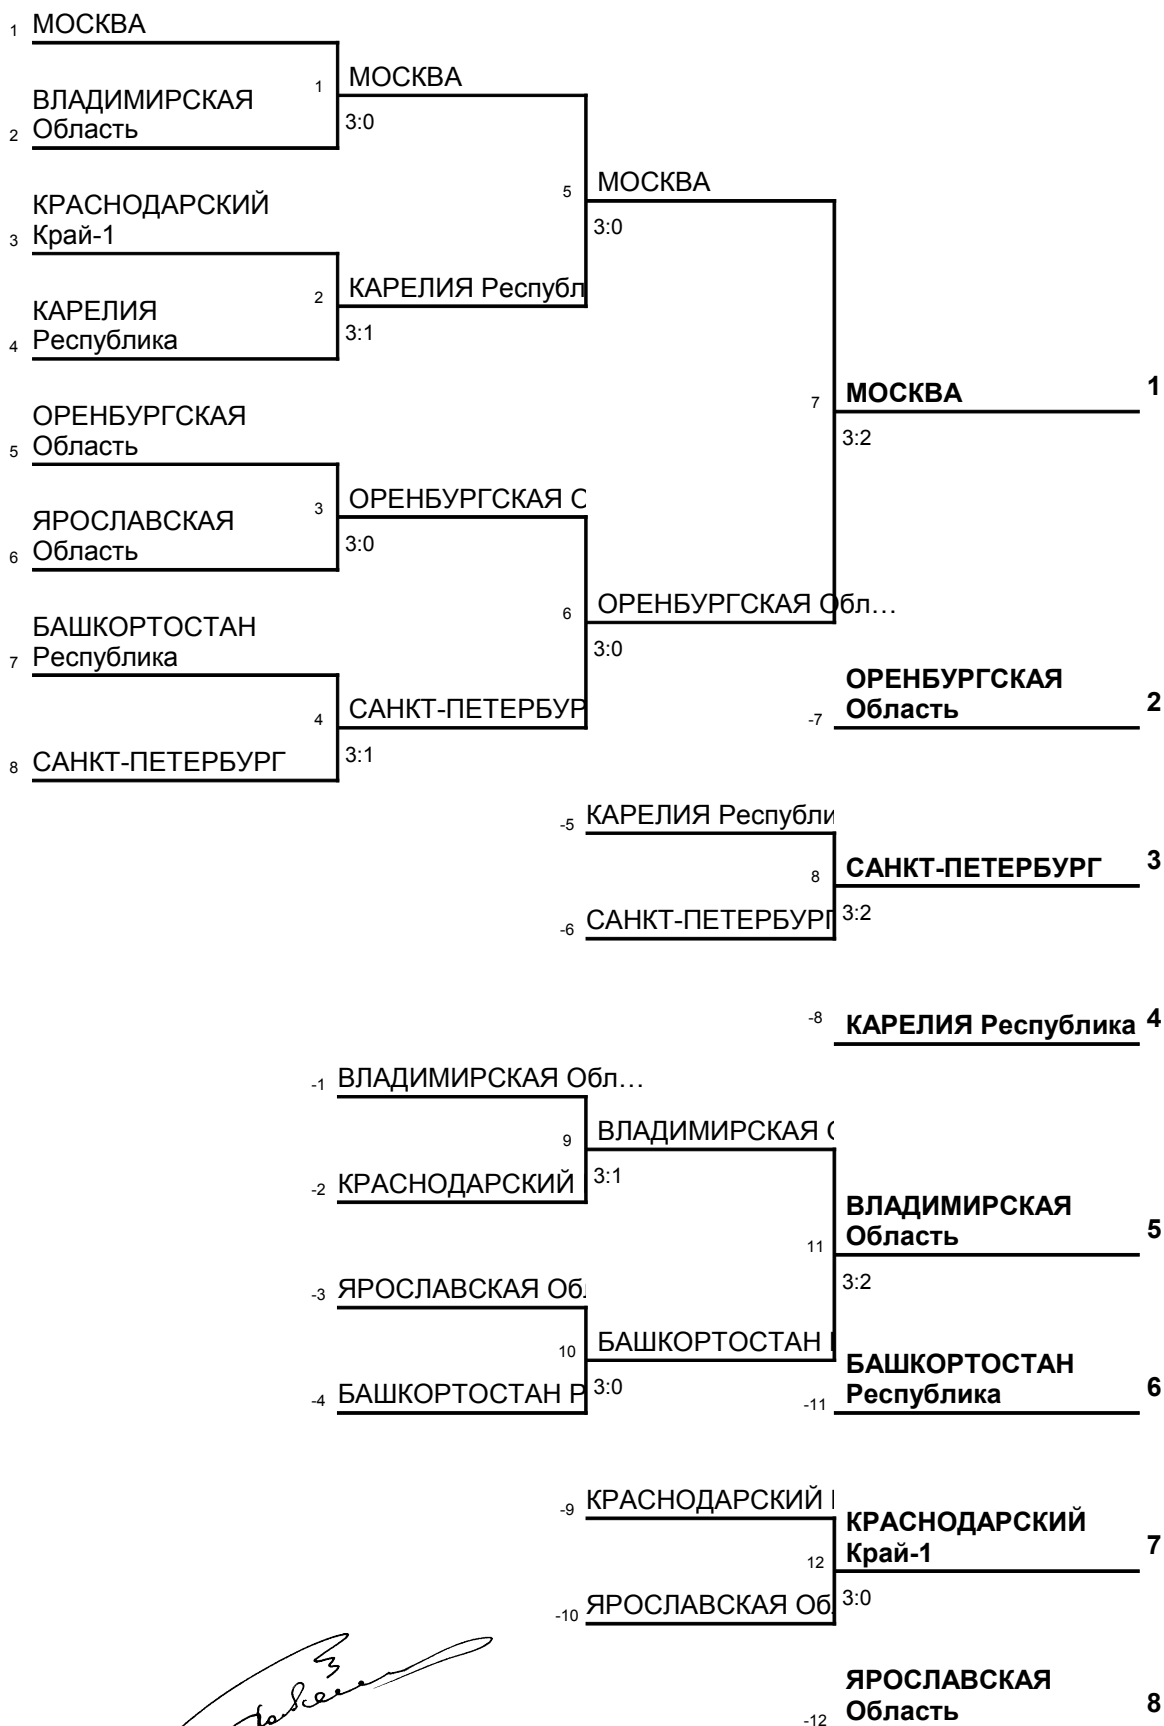 1 МОСКВА
1 МОСКВА
ВЛАДИМИРСКАЯ
2 Область
3:0
5 МОСКВА
КРАСНОДАРСКИЙ
3 Край-1
3:0
2 КАРЕЛИЯ Республ
КАРЕЛИЯ
4 Республика
3:1
7 МОСКВА 1
ОРЕНБУРГСКАЯ
5 Область
3:2
3 ОРЕНБУРГСКАЯ О
ЯРОСЛАВСКАЯ
6 Область
3:0
6 ОРЕНБУРГСКАЯ Обл…
БАШКОРТОСТАН
7 Республика
3:0
ОРЕНБУРГСКАЯ
-7 Область 2
4 САНКТ-ПЕТЕРБУР
8 САНКТ-ПЕТЕРБУРГ
3:1
-5 КАРЕЛИЯ Республи
8 САНКТ-ПЕТЕРБУРГ 3
-6 САНКТ-ПЕТЕРБУРГ
3:2
-8 КАРЕЛИЯ Республика 4
-1 ВЛАДИМИРСКАЯ Обл…
9 ВЛАДИМИРСКАЯ О
-2 КРАСНОДАРСКИЙ
3:1
ВЛАДИМИРСКАЯ
11 Область 5
3:2
-3 ЯРОСЛАВСКАЯ Обл
10 БАШКОРТОСТАН Р
-4 БАШКОРТОСТАН Р
3:0
БАШКОРТОСТАН
-11 Республика 6
-9 КРАСНОДАРСКИЙ К
КРАСНОДАРСКИЙ
12 Край-1 7
-10 ЯРОСЛАВСКАЯ Об
3:0
ЯРОСЛАВСКАЯ
-12 Область 8